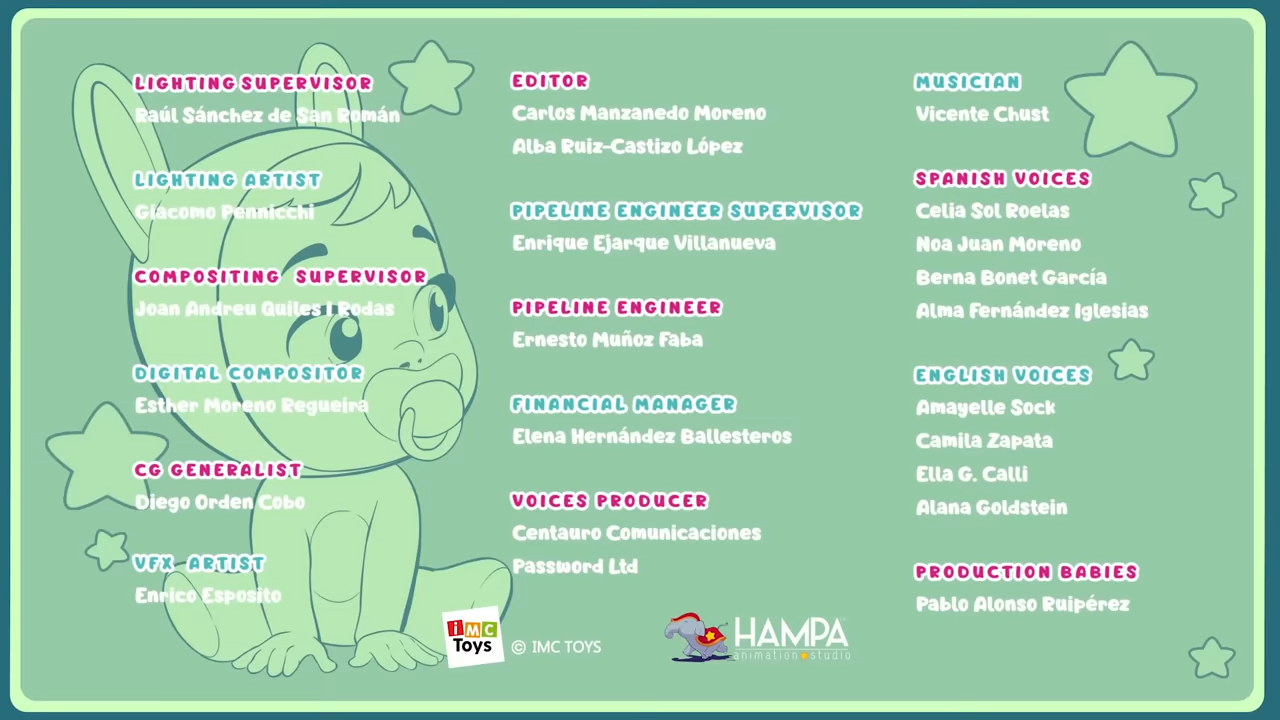 LIGHTING SUPERVISOR
Raúl Sánchez de San Román
LIGHTING ARTIST
Giacomo Pennicchi
COMPOSITING SUPERVISOR
Joan Andreu Quiles I Rodas
DIGITAL COMPOSITOR
Esther Moreno Regueira
CG GENERALIST
Diego Orden Cobo
VFX ARTIST
Enrico Esposito
EDITOR
Carlos Manzanedo Moreno
Alba Ruiz-Castizo López
PIPELINE ENGINEER SUPERVISOR
Enrique Ejarque Villanueva
PIPELINE ENGINEER
Ernesto Muñoz Faba
FINANCIAL MANAGER
Elena Hernández Ballesteros
VOICES PRODUCER
Centauro Comunicaciones
Password Ltd
MUSICIAN
Vicente Chust
SPANISH VOICES
Celia Sol Roelas
Noa Juan Moreno
Berna Bonet García
Alma Fernández Iglesias
ENGLISH VOICES
Amayelle Sock
Camila Zapata
Ella G. Calli
Alana Goldstein
PRODUCTION BABIES
Pablo Alonso Ruipérez
iMC
Toys
© IMC TOYS
HAMPA
animation studio